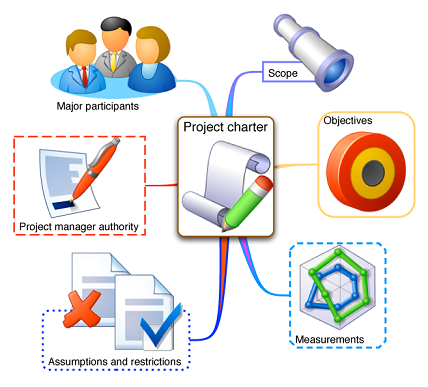 Major participants
Scope
Project charter
Objectives
Project manager authority
Measurements
Assumptions and restrictions